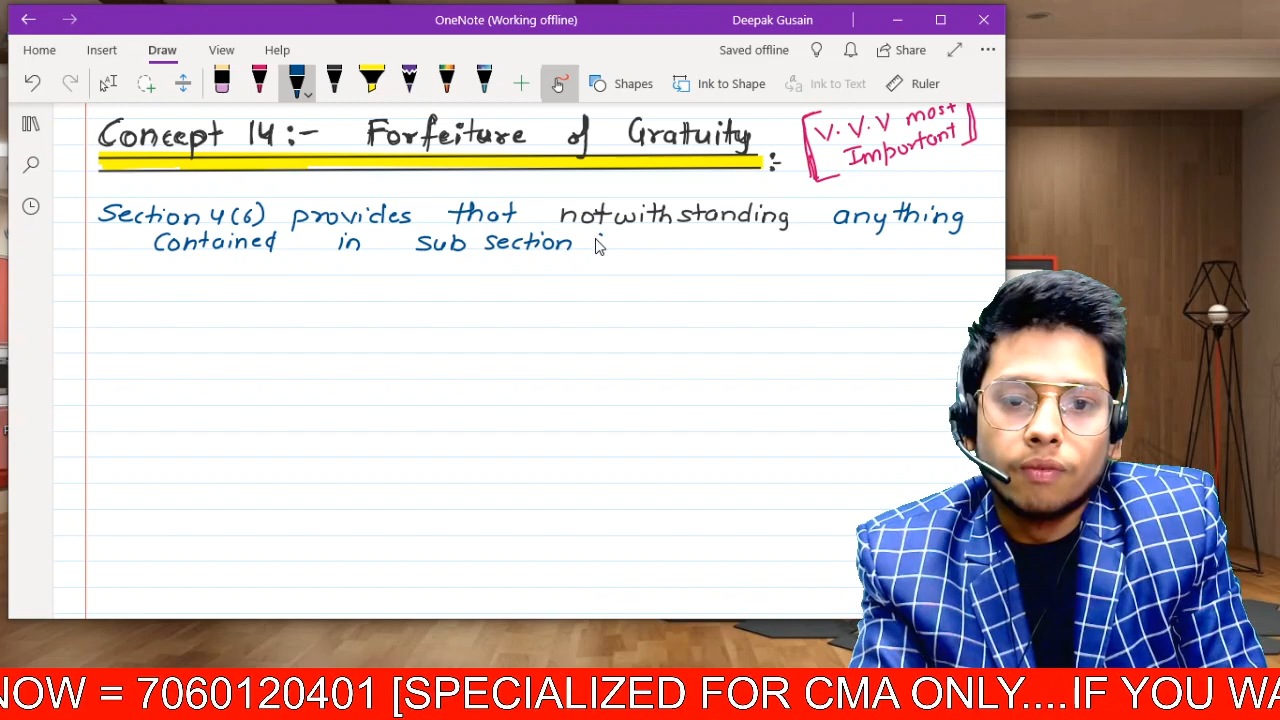 OneNote (Working offline)
Deepak Gusain
Home Insert Draw View Help
Saved offline
Share
Shapes
Ink to Shape
Ink to Text
Ruler
Concept 14:- Forfeiture of Gratuity :-
[V. V. V most
Important]
Section 4(6) provides that notwithstanding anything
contained in sub section
NOW = 7060120401 [SPECIALIZED FOR CMA ONLY....IF YOU WA